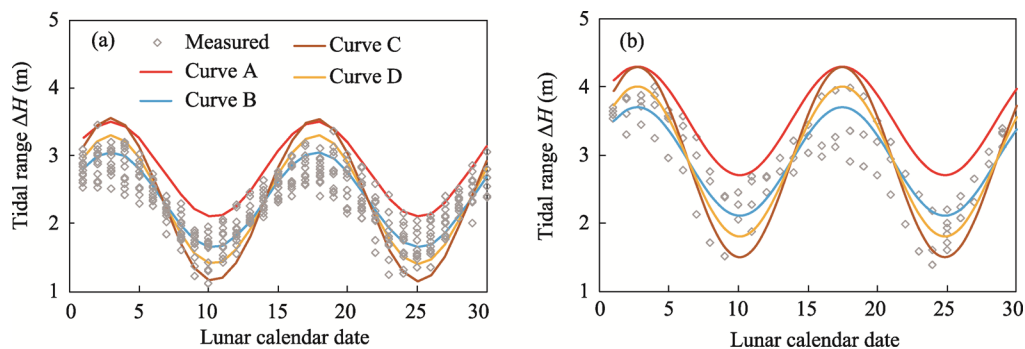 (a)
Measured
Curve A
Curve B
Curve C
Curve D
Tidal range ΔH (m)
5
4
3
2
1
0 5 10 15 20 25 30
Lunar calendar date
(b)
Tidal range ΔH (m)
5
4
3
2
1
0 5 10 15 20 25 30
Lunar calendar date